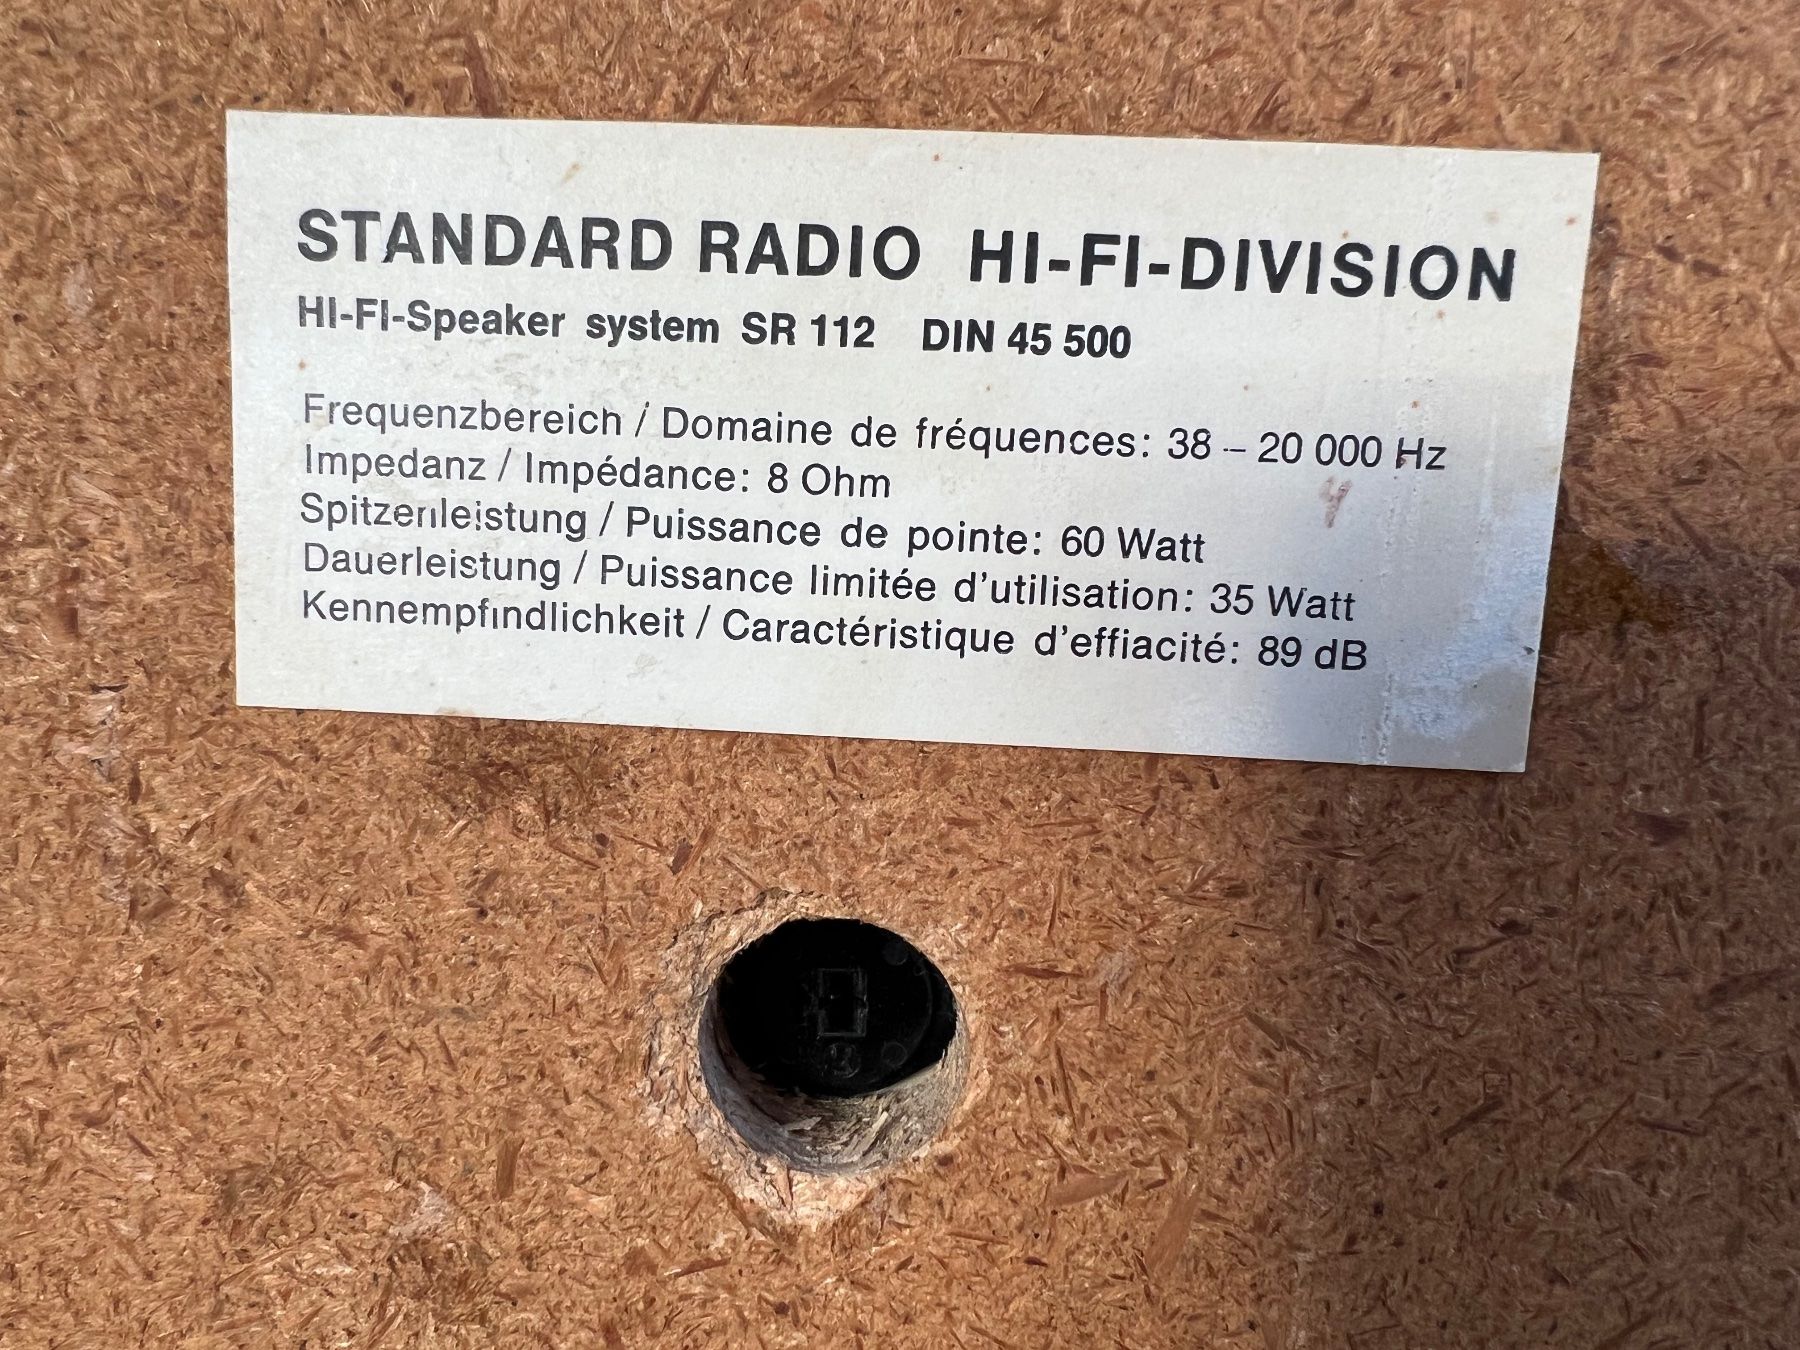 STANDARD RADIO HI-FI-DIVISION
HI-FI-Speaker system SR 112 DIN 45 500
Frequenzbereich / Domaine de fréquences: 38 – 20 000 Hz
Impedanz / Impédance: 8 Ohm
Spitzenleistung / Puissance de pointe: 60 Watt
Dauerleistung / Puissance limitée d'utilisation: 35 Watt
Kennempfindlichkeit / Caractéristique d'effiacité: 89 dB